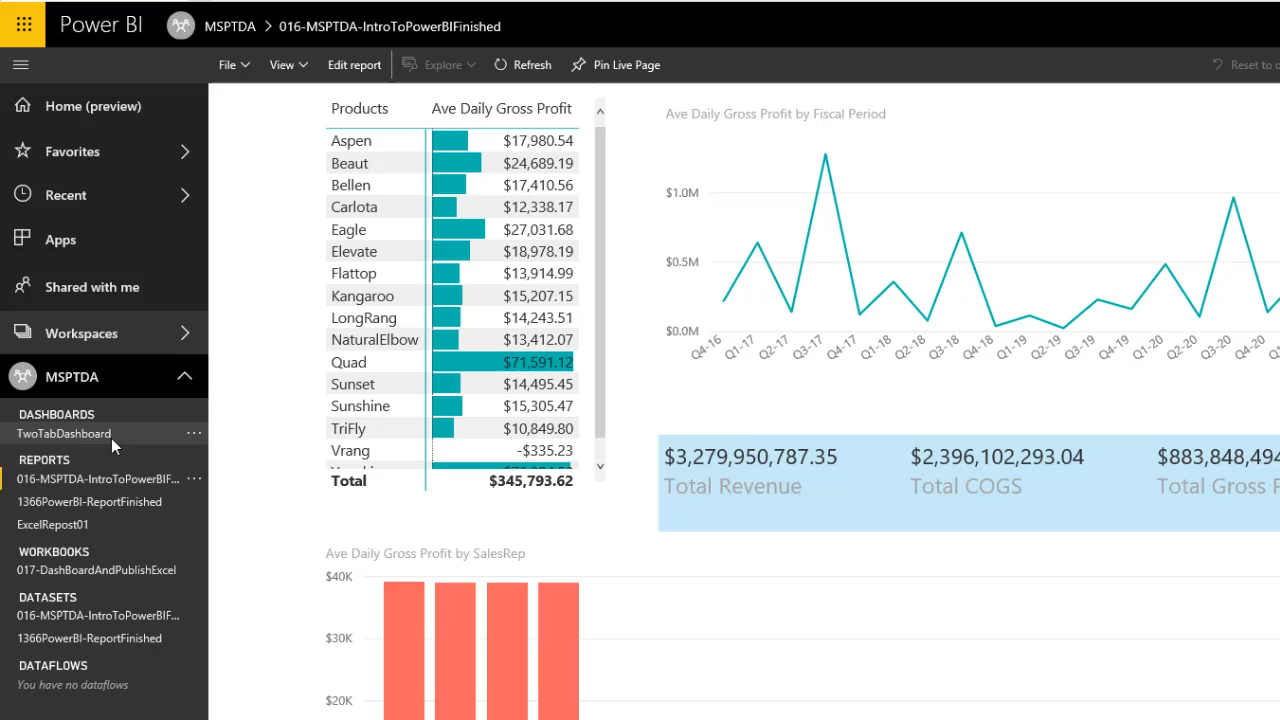 Power BI
MSPTDA > 016-MSPTDA-IntroToPowerBIFinished
File View Edit report Explore Refresh Pin Live Page Reset to
Home (preview)
Favorites
Recent
Apps
Shared with me
Workspaces
MSPTDA
DASHBOARDS
TwoTabDashboard
REPORTS
016-MSPTDA-IntroToPowerBIF...
1366PowerBI-ReportFinished
ExcelRepost01
WORKBOOKS
017-DashBoardAndPublishExcel
DATASETS
016-MSPTDA-IntroToPowerBIF...
1366PowerBI-ReportFinished
DATAFLOWS
You have no dataflows
Products Ave Daily Gross Profit
Aspen $17,980.54
Beaut $24,689.19
Bellen $17,410.56
Carlota $12,338.17
Eagle $27,031.68
Elevate $18,978.19
Flattop $13,914.99
Kangaroo $15,207.15
LongRang $14,243.51
NaturalElbow $13,412.07
Quad $71,591.12
Sunset $14,495.45
Sunshine $15,305.47
TriFly $10,849.80
Vrang -$335.23
Total $345,793.62
Ave Daily Gross Profit by Fiscal Period
$1.0M
$0.5M
$0.0M
Q4-16 Q1-17 Q2-17 Q3-17 Q4-17 Q1-18 Q2-18 Q3-18 Q4-18 Q1-19 Q2-19 Q3-19 Q4-19 Q1-20 Q2-20 Q3-20 Q4-20
$3,279,950,787.35 $2,396,102,293.04 $883,848,494
Total Revenue Total COGS Total Gross
Ave Daily Gross Profit by SalesRep
$40K
$30K
$20K